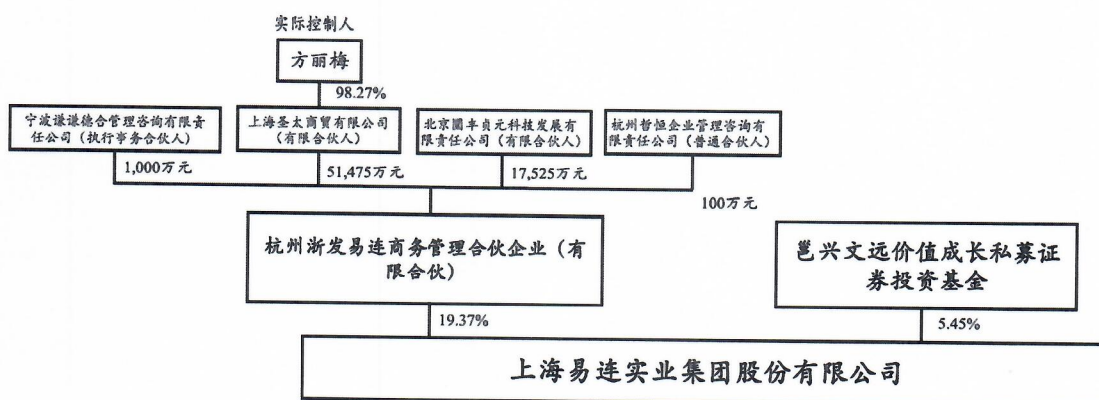 实际控制人
方丽梅
98.27%
宁波谦谦德合管理咨询有限责
任公司（执行事务合伙人）
上海圣太商贸有限公司
（有限合伙人）
北京圜丰贞元科技发展有
限责任公司（有限合伙人）
杭州哲恒企业管理咨询有
限责任公司（普通合伙人）
1,000万元
51,475万元
17,525万元
100万元
杭州浙发易连商务管理合伙企业（有
限合伙）
邕兴文远价值成长私募证
券投资基金
19.37%
5.45%
上海易连实业集团股份有限公司